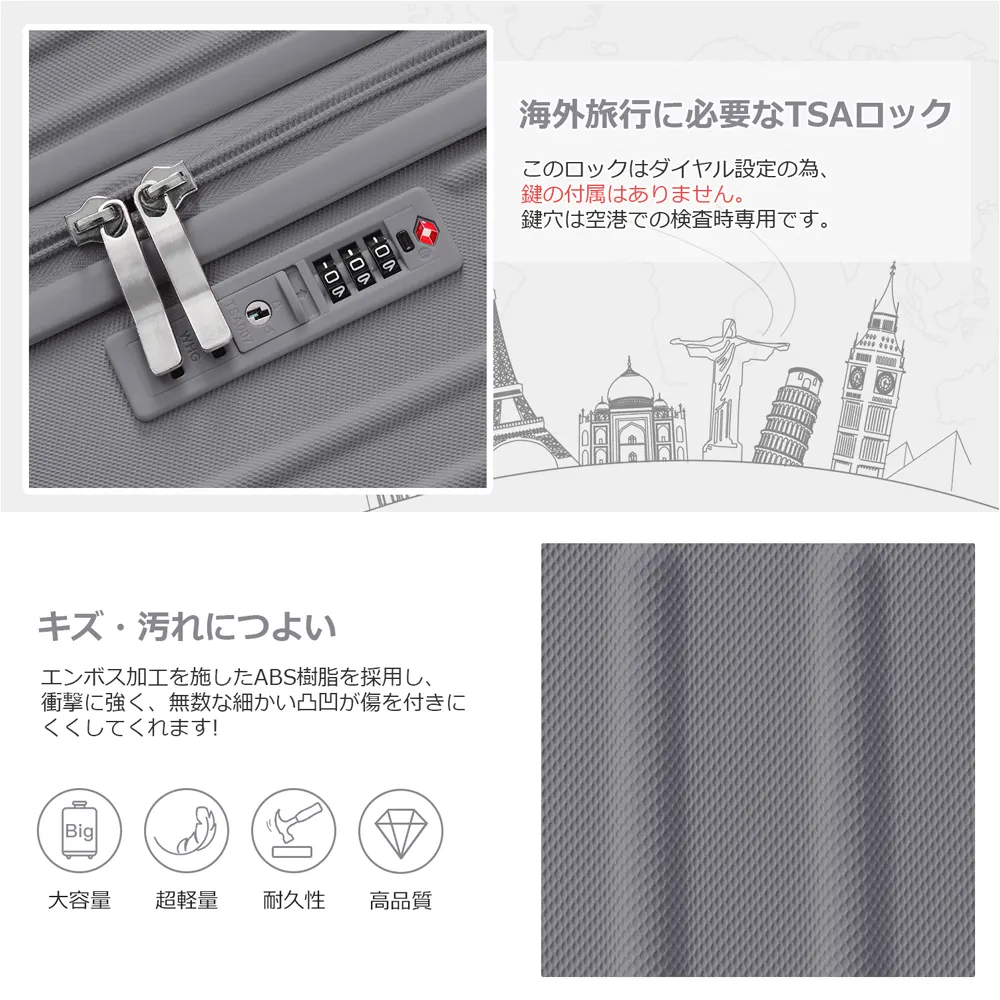 海外旅行に必要なTSAロック
このロックはダイヤル設定の為、
鍵の付属はありません。
鍵穴は空港での検査時専用です。
キズ・汚れにつよい
エンボス加工を施したABS樹脂を採用し、
衝撃に強く、無数な細かい凸凹が傷を付きに
くくしてくれます!
Big
大容量
超軽量
耐久性
高品質